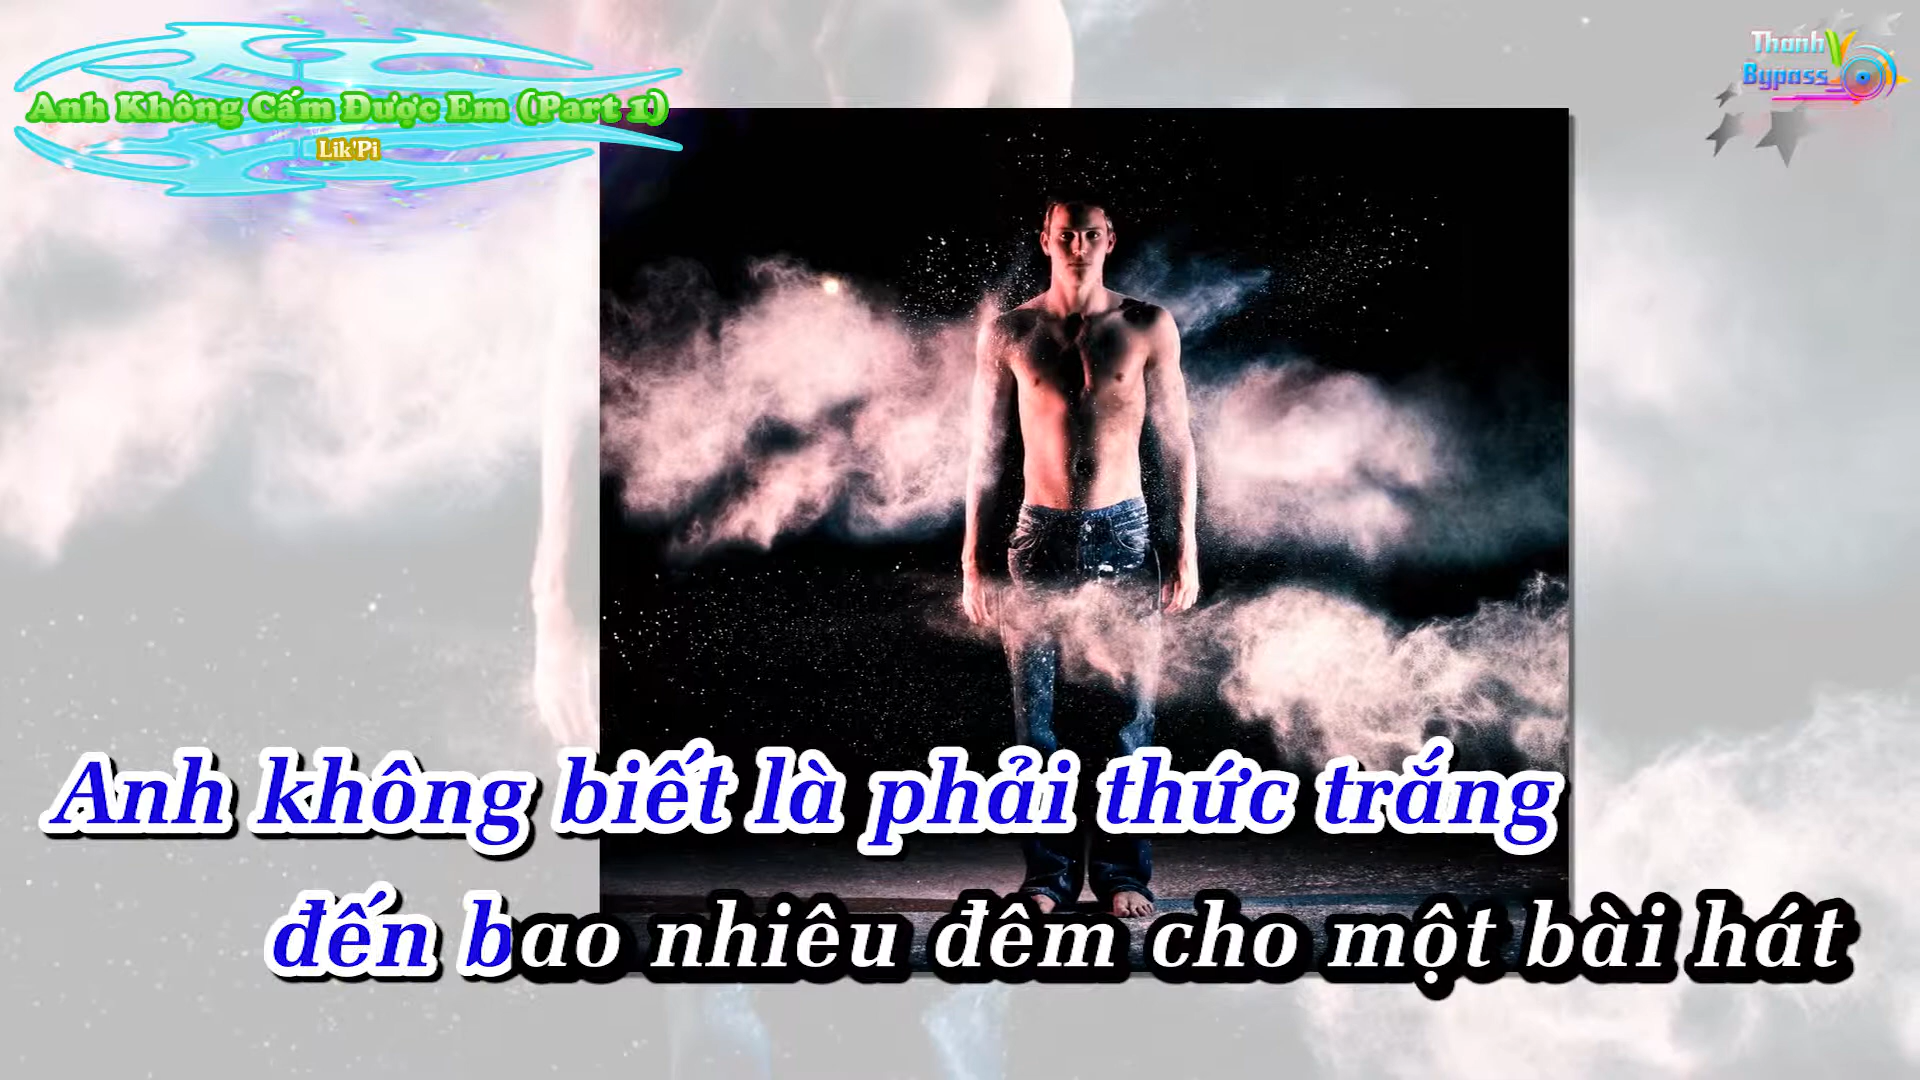 Anh Không Cấm Được Em (Part 1)
Lik'Pi
Thanh V
Bypass
Anh không biết là phải thức trắng
đến bao nhiêu đêm cho một bài hát